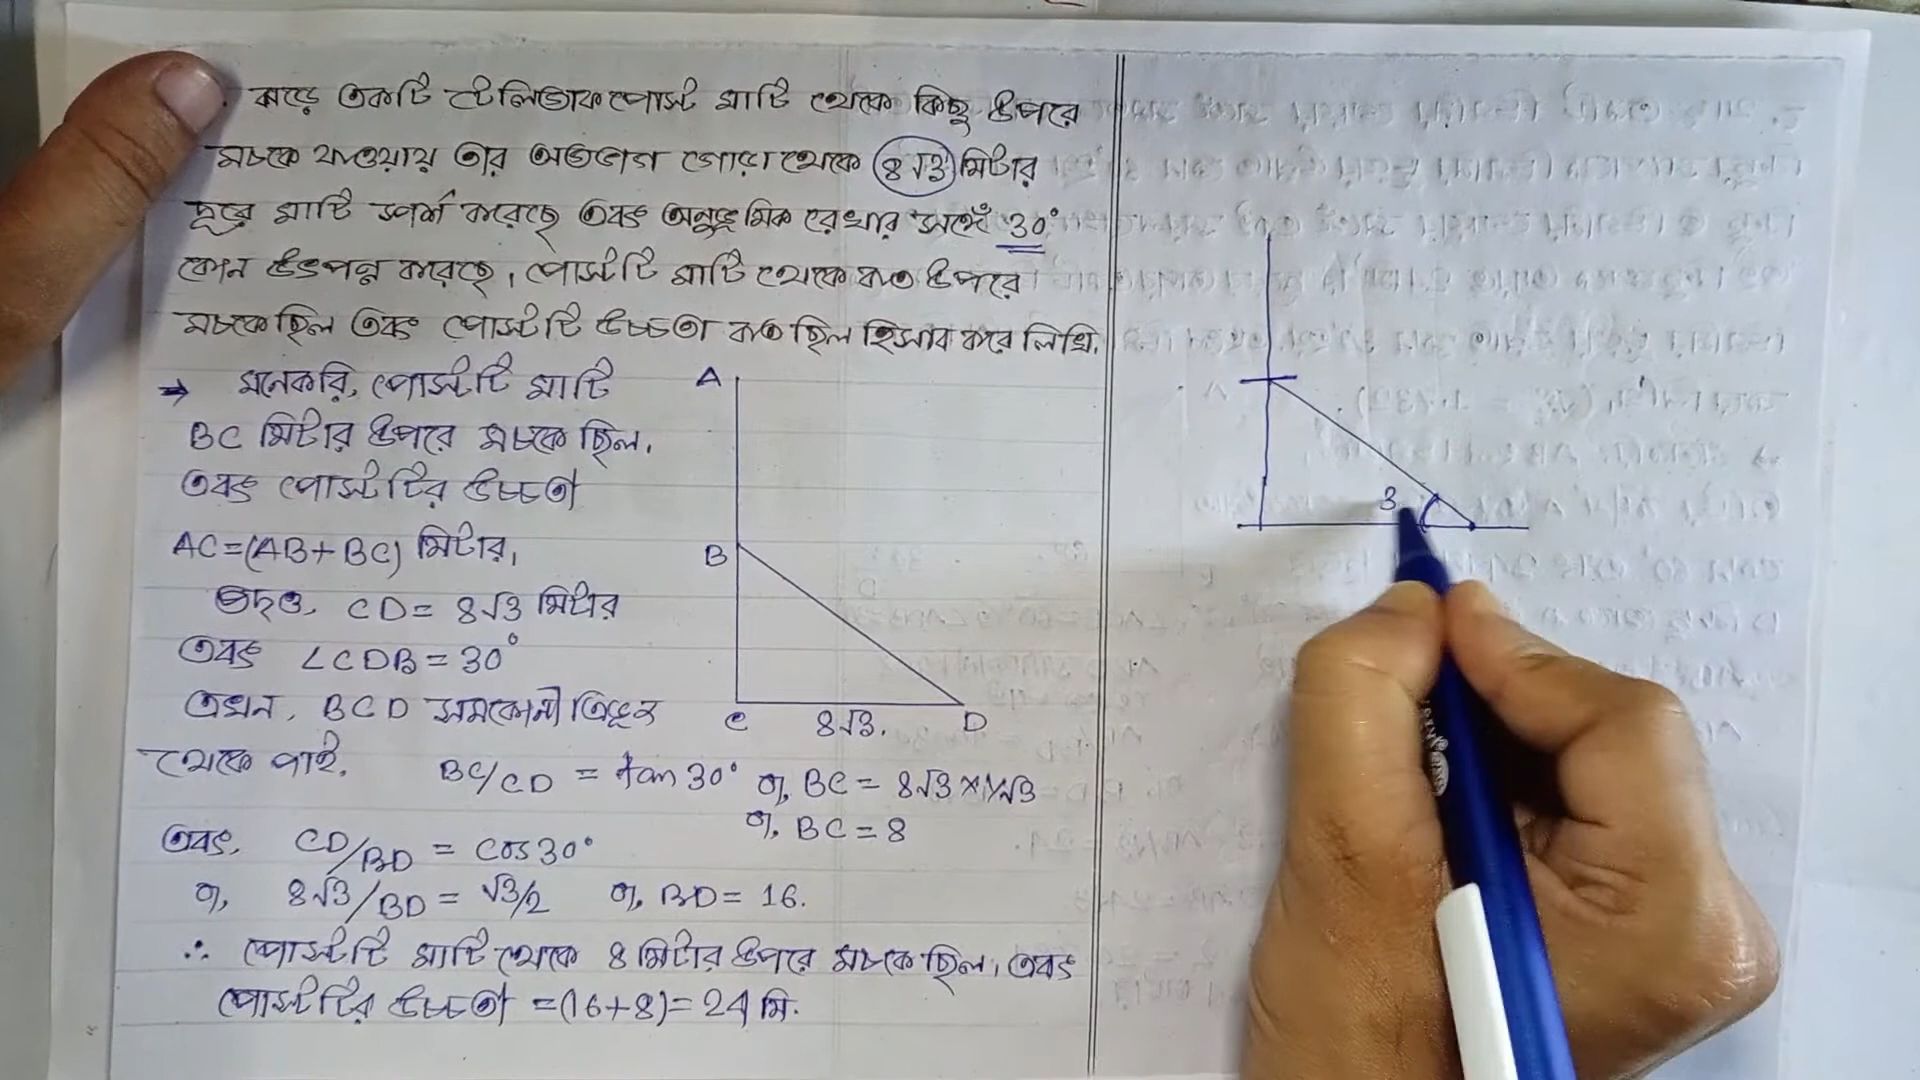 ঝড়ে একটি টেলিগ্রাফপোস্ট মাটি থেকে কিছু উপরে
মচকে যাওয়ায় তার অগ্রভাগ গোড়া থেকে 8√3 মিটার
দূরে মাটি স্পর্শ করেছে এবং অনুভূমিক রেখার সঙ্গে 30°
কোন উৎপন্ন করেছে। পোস্টটি মাটি থেকে কত উপরে
মচকেছিল এবং পোস্টটি উচ্চতা কত ছিল হিসাব করে লিখি।
→ মনেকরি, পোস্টটি মাটি
BC মিটার উপরে মচকে ছিল।
এবং পোস্টটির উচ্চতা
AC=(AB+BC) মিটার।
CD= 8√3 মিটার
এবং ∠CDB = 30°
এখন, BCD সমকোনী ত্রিভুজ
থেকে পাই, BC/CD = tan 30° বা, BC = 8√3 × 1/√3
বা, BC = 8
এবং, CD/BD = cos 30°
বা, 8√3/BD = √3/2 বা, BD = 16.
∴ পোস্টটি মাটি থেকে 8 মিটার উপরে মচকে ছিল। এবং
পোস্টটির উচ্চতা =(16+8)= 24 মি.
A
B
C 8√3. D
3